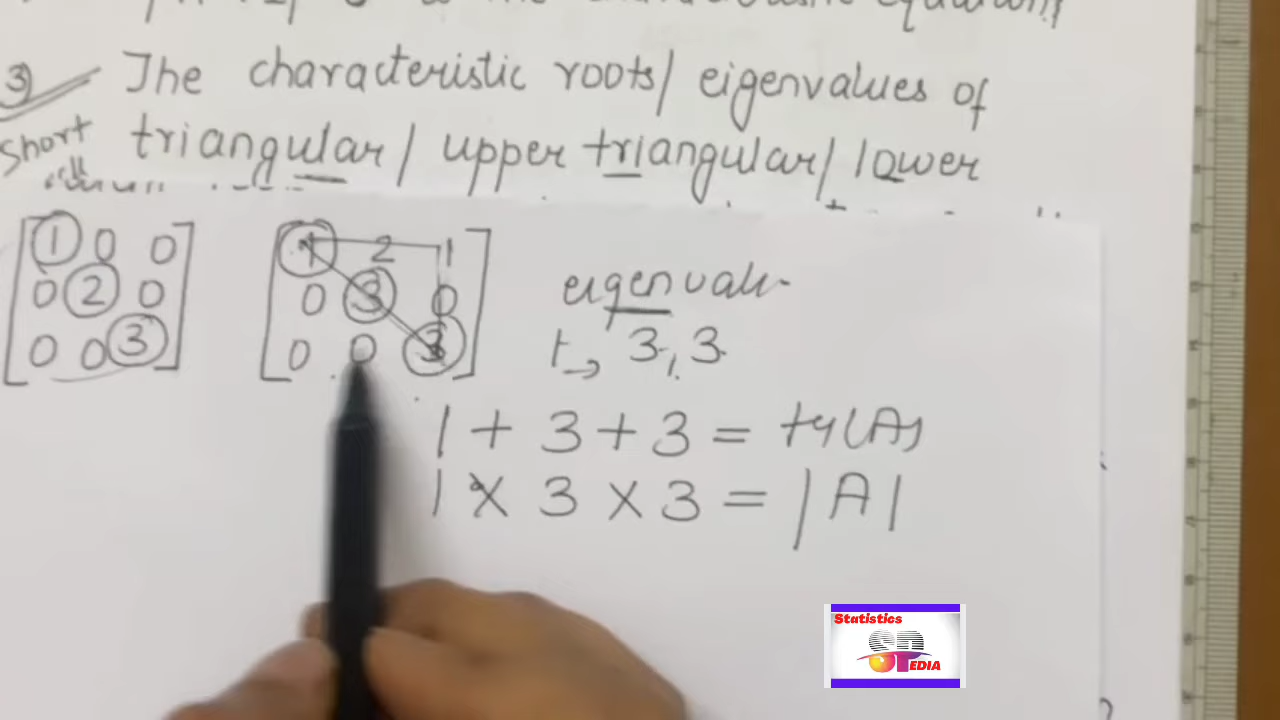 3) The characteristic roots/ eigenvalues of
Short triangular/ upper triangular/ lower
1 0 0
0 2 0
0 0 3
1 2 1
0 3 0
0 0 3
eigenvalu
1, 3, 3
1 + 3 + 3 = tr(A)
1 × 3 × 3 = |A|
Statistics
PEDIA